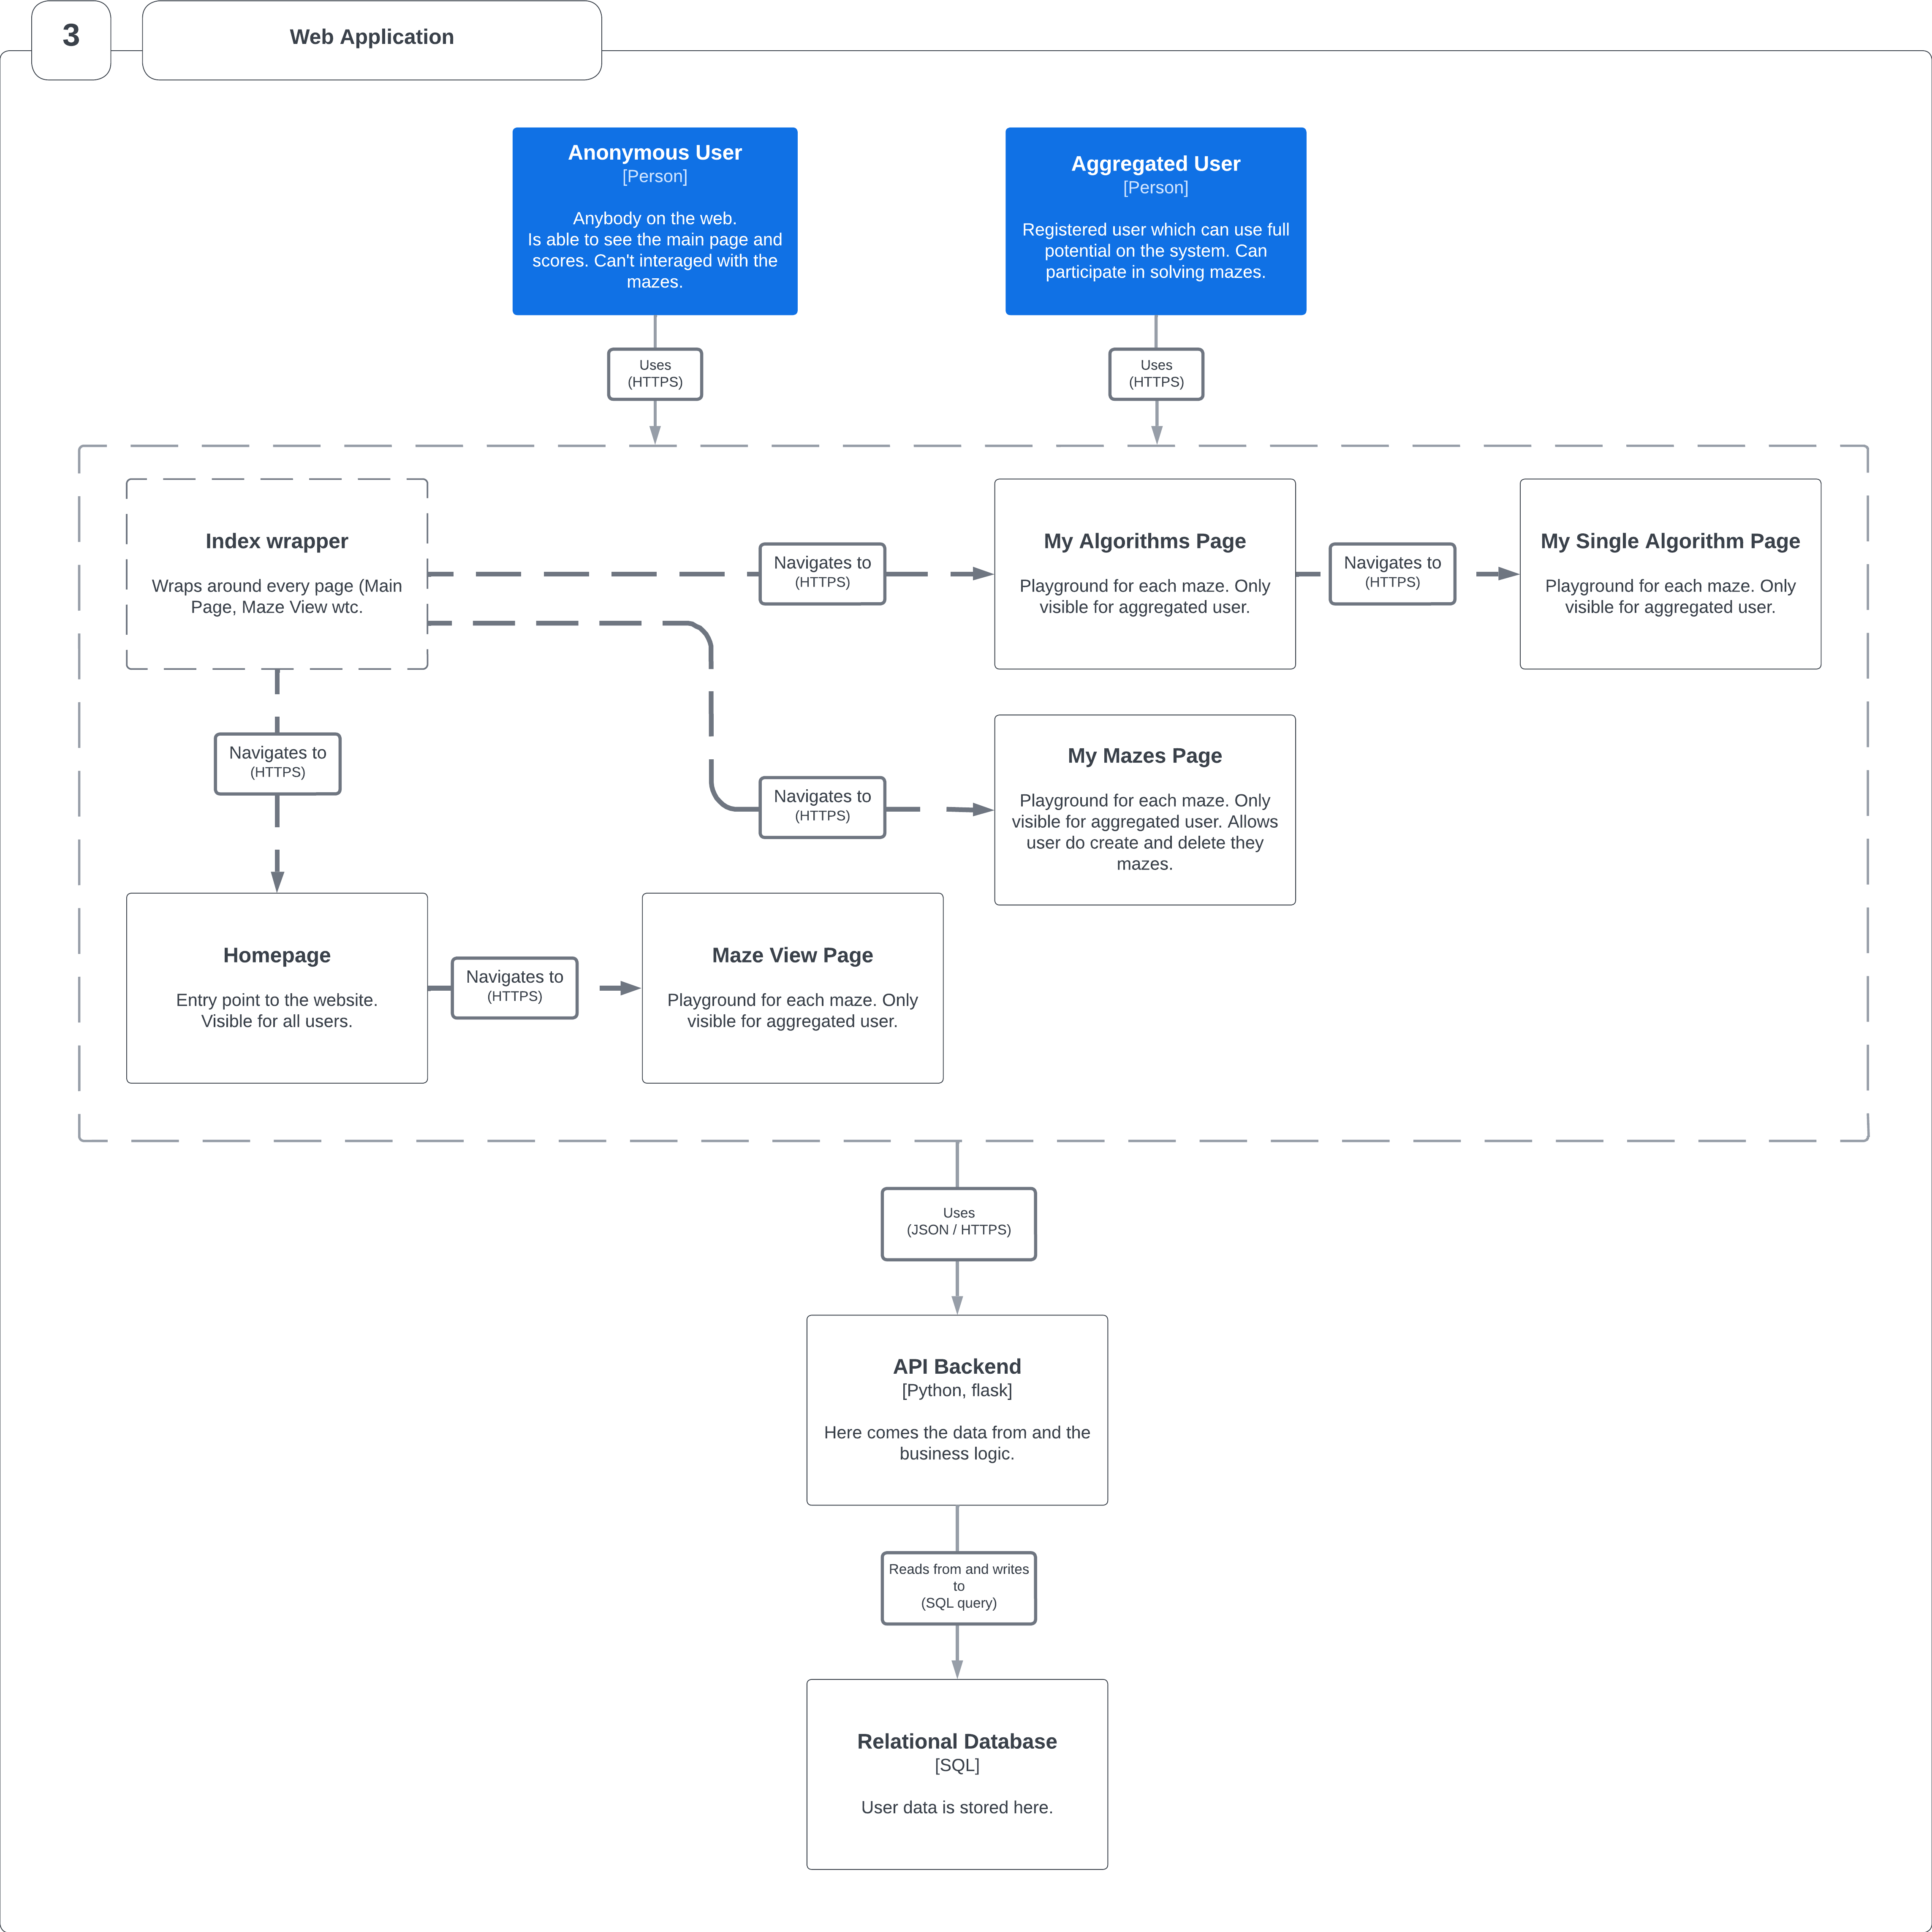 3
Web Application
Anonymous User
[Person]
Anybody on the web.
Is able to see the main page and
scores. Can't interaged with the
mazes.
Aggregated User
[Person]
Registered user which can use full
potential on the system. Can
participate in solving mazes.
Uses
(HTTPS)
Uses
(HTTPS)
Index wrapper
Wraps around every page (Main
Page, Maze View wtc.
Navigates to
(HTTPS)
My Algorithms Page
Playground for each maze. Only
visible for aggregated user.
Navigates to
(HTTPS)
My Single Algorithm Page
Playground for each maze. Only
visible for aggregated user.
Navigates to
(HTTPS)
Navigates to
(HTTPS)
My Mazes Page
Playground for each maze. Only
visible for aggregated user. Allows
user do create and delete they
mazes.
Homepage
Entry point to the website.
Visible for all users.
Navigates to
(HTTPS)
Maze View Page
Playground for each maze. Only
visible for aggregated user.
Uses
(JSON / HTTPS)
API Backend
[Python, flask]
Here comes the data from and the
business logic.
Reads from and writes
to
(SQL query)
Relational Database
[SQL]
User data is stored here.